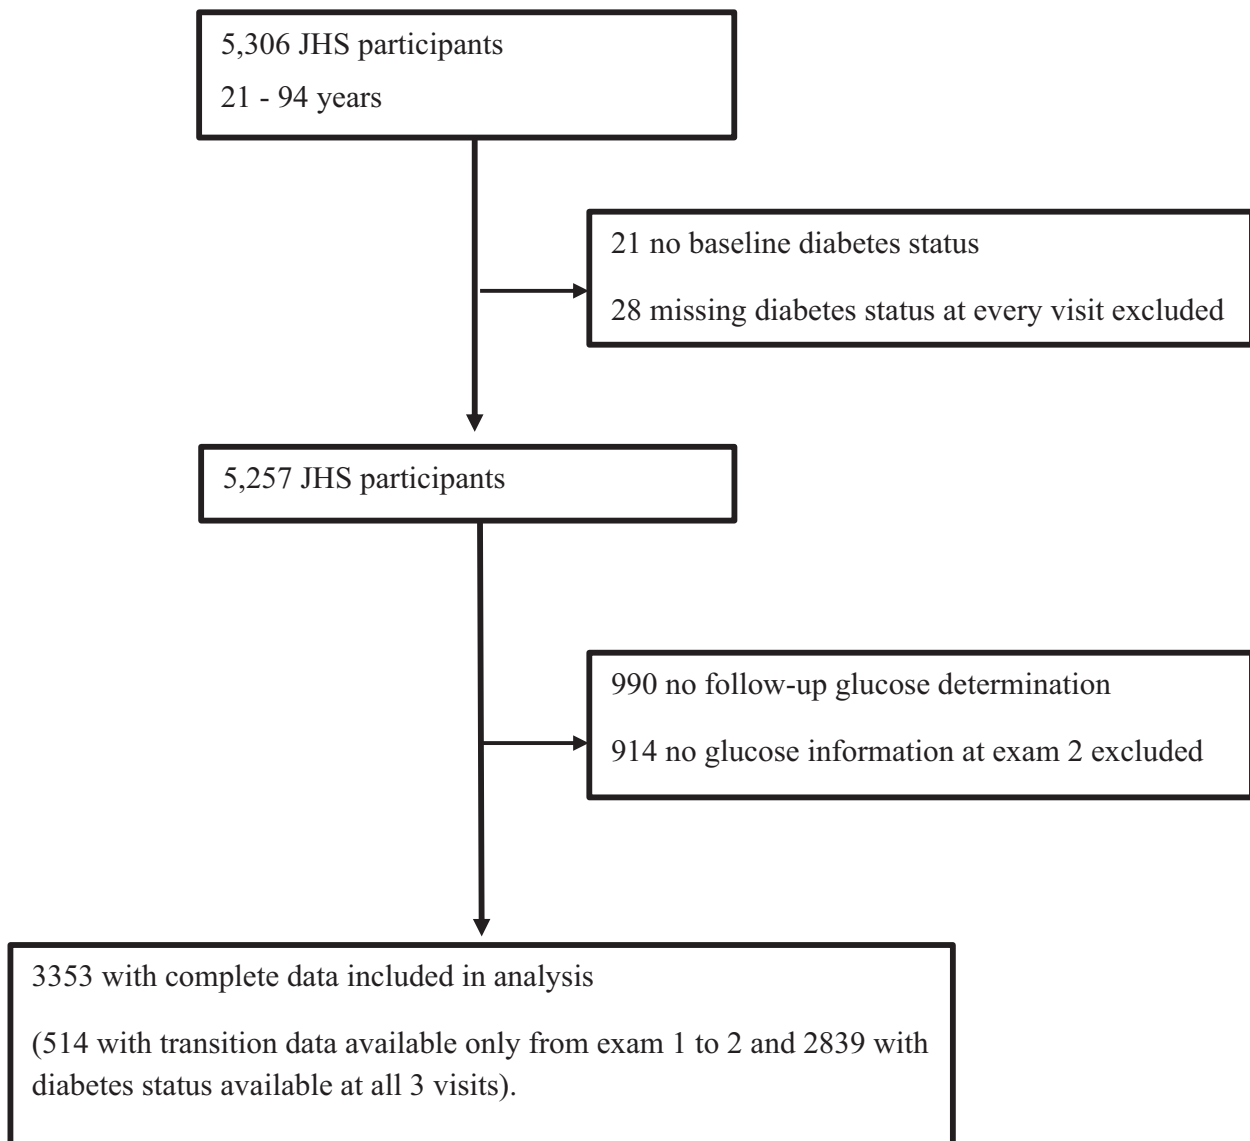 5,306 JHS participants
21 - 94 years
21 no baseline diabetes status
28 missing diabetes status at every visit excluded
5,257 JHS participants
990 no follow-up glucose determination
914 no glucose information at exam 2 excluded
3353 with complete data included in analysis
(514 with transition data available only from exam 1 to 2 and 2839 with
diabetes status available at all 3 visits).